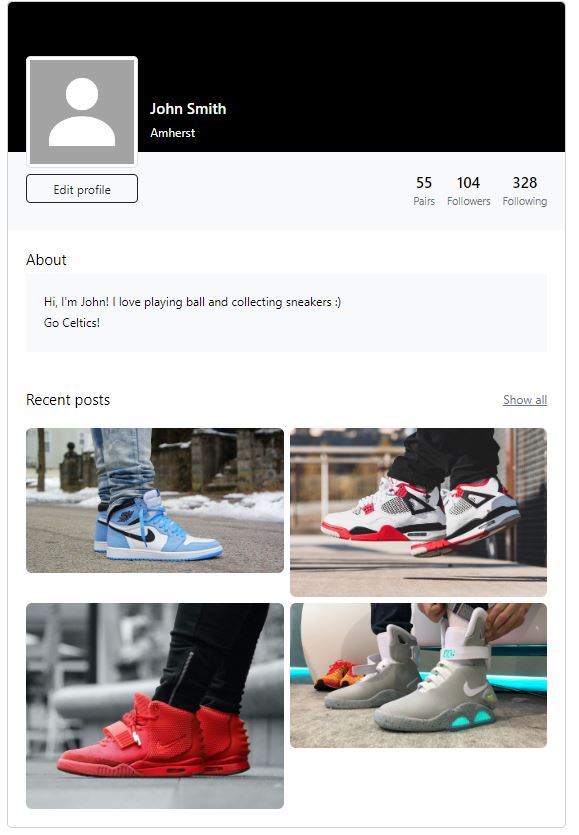 John Smith
Amherst
Edit profile
55 104 328
Pairs Followers Following
About
Hi, I'm John! I love playing ball and collecting sneakers :)
Go Celtics!
Recent posts Show all